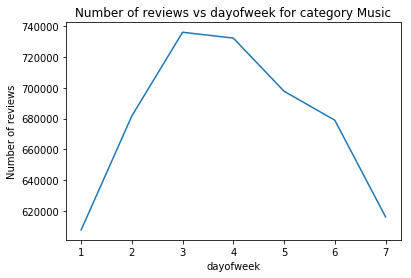 Number of reviews vs dayofweek for category Music
740000
720000
700000
680000
660000
640000
620000
Number of reviews
1 2 3 4 5 6 7
dayofweek